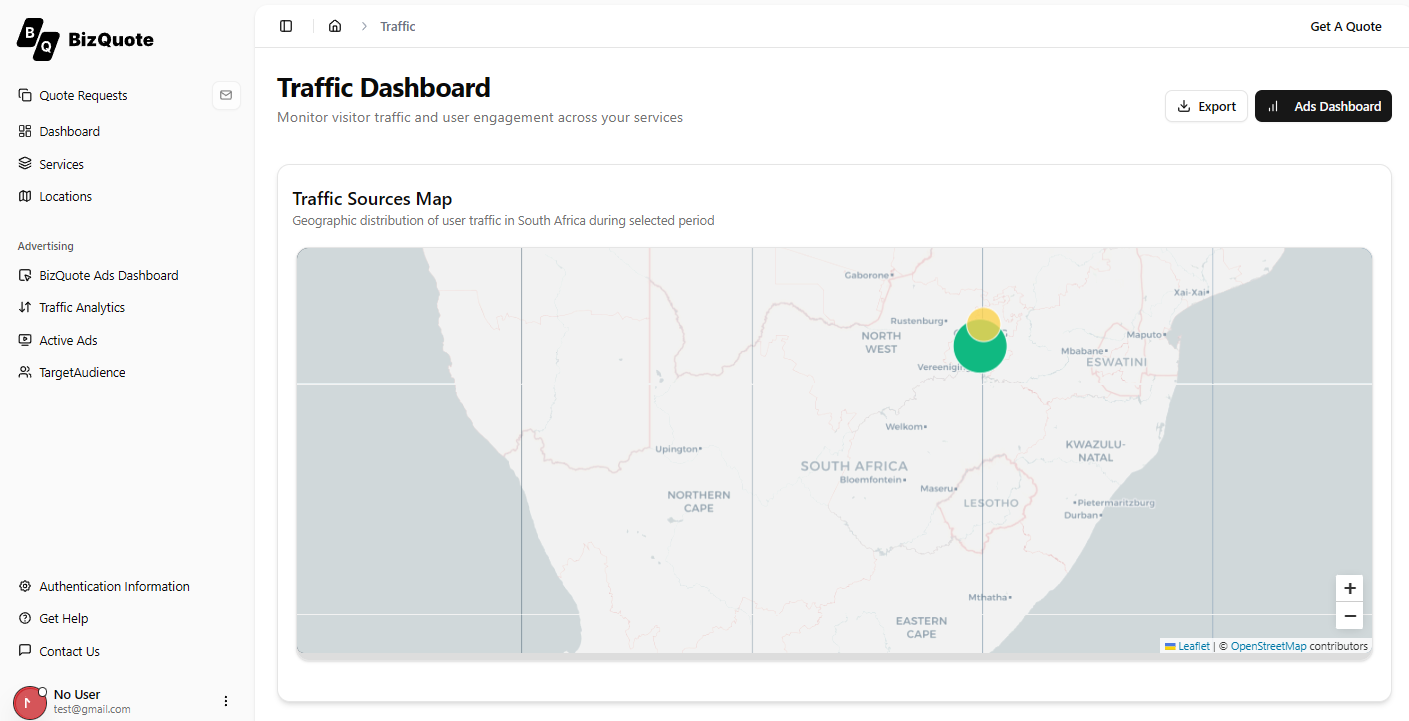 B
Q
BizQuote
Quote Requests
Dashboard
Services
Locations
Advertising
BizQuote Ads Dashboard
Traffic Analytics
Active Ads
TargetAudience
Authentication Information
Get Help
Contact Us
No User
test@gmail.com
Traffic
Get A Quote
Traffic Dashboard
Monitor visitor traffic and user engagement across your services
Export
Ads Dashboard
Traffic Sources Map
Geographic distribution of user traffic in South Africa during selected period
Gaborone
Xai-Xai
Rustenburg
NORTH
WEST
Maputo
Mbabane
ESWATINI
Welkom
KWAZULU-
NATAL
Upington
SOUTH AFRICA
Bloemfontein
Maseru
NORTHERN
CAPE
LESOTHO
Pietermaritzburg
Durban
Mthatha
EASTERN
CAPE
+
−
Leaflet | © OpenStreetMap contributors